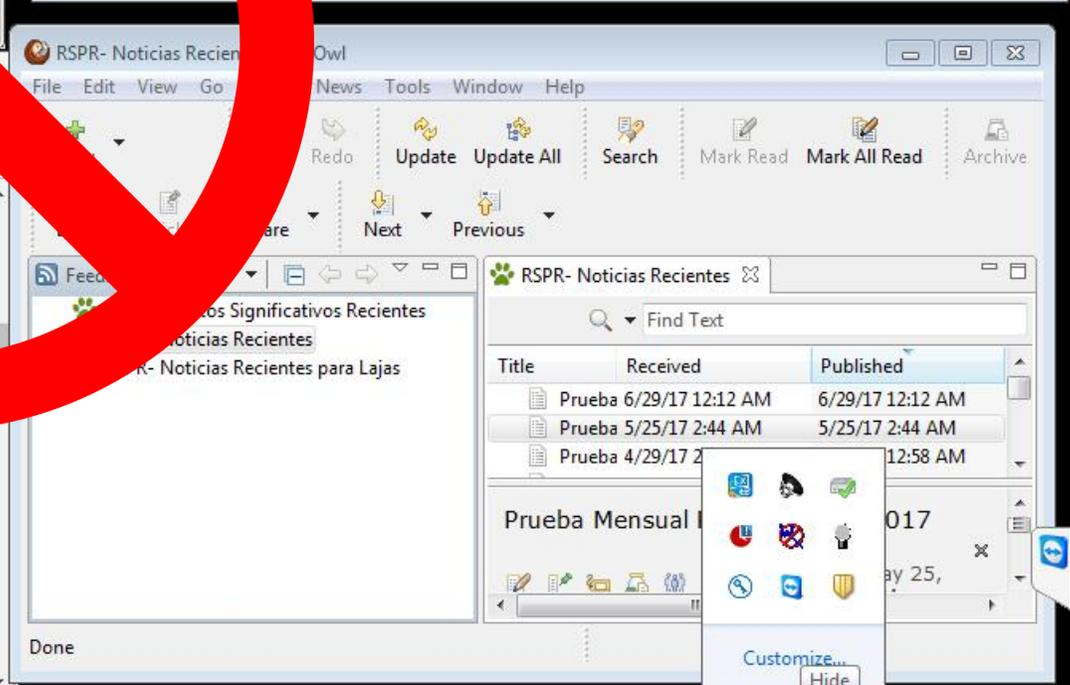 RSPR- Noticias Recien Owl
File Edit View Go News Tools Window Help
Redo Update Update All Search Mark Read Mark All Read Archive
Next Previous
RSPR- Noticias Recientes
Significativos Recientes
Noticias Recientes
R- Noticias Recientes para Lajas
Find Text
Title Received Published
Prueba 6/29/17 12:12 AM 6/29/17 12:12 AM
Prueba 5/25/17 2:44 AM 5/25/17 2:44 AM
Prueba 4/29/17 2 12:58 AM
Prueba Mensual 017
ay 25,
Done
Customize...
Hide